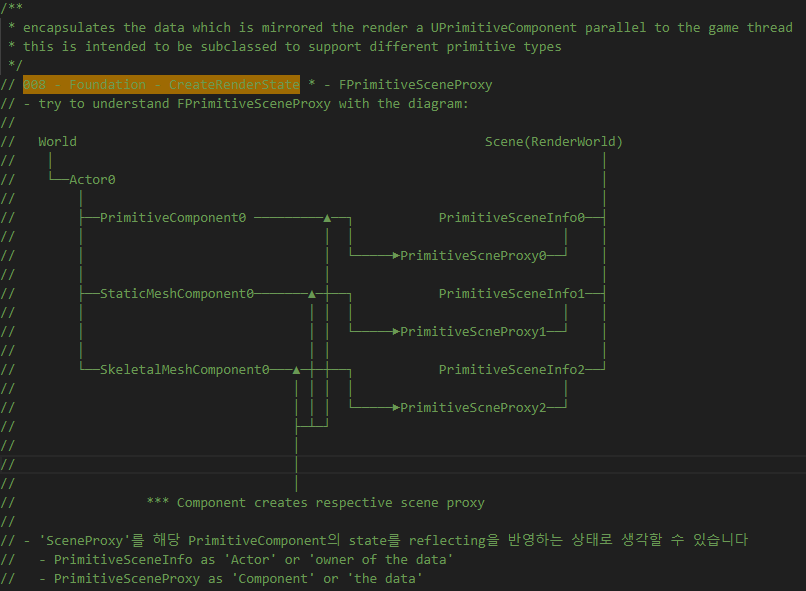 /**
 * encapsulates the data which is mirrored the render a UPrimitiveComponent parallel to the game thread
 * this is intended to be subclassed to support different primitive types
 */
// 008 - Foundation - CreateRenderState * - FPrimitiveSceneProxy
// - try to understand FPrimitiveSceneProxy with the diagram:
//
//   World                                                     Scene(RenderWorld)
//    │                                                                       │
//    └──Actor0                                                               │
//        │                                                                   │
//        ├──PrimitiveComponent0 ─────────▲──┐           PrimitiveSceneInfo0──┤
//        │                               │  │                           │    │
//        │                               │  └─────►PrimitiveScneProxy0──┘    │
//        │                               │                                   │
//        ├──StaticMeshComponent0───────▲─┼──┐           PrimitiveSceneInfo1──┤
//        │                             │ │  │                           │    │
//        │                             │ │  └─────►PrimitiveScneProxy1──┘    │
//        │                             │ │                                   │
//        └──SkeletalMeshComponent0───▲─┼─┼──┐           PrimitiveSceneInfo2──┘
//                                    │ │ │  │                           │
//                                    │ │ │  └─────►PrimitiveScneProxy2──┘
//                                    ├─┴─┘
//                                    │
//                                    │
//                                    │
//                 *** Component creates respective scene proxy
//
// - 'SceneProxy'를 해당 PrimitiveComponent의 state를 reflecting을 반영하는 상태로 생각할 수 있습니다
//   - PrimitiveSceneInfo as 'Actor' or 'owner of the data'
//   - PrimitiveSceneProxy as 'Component' or 'the data'